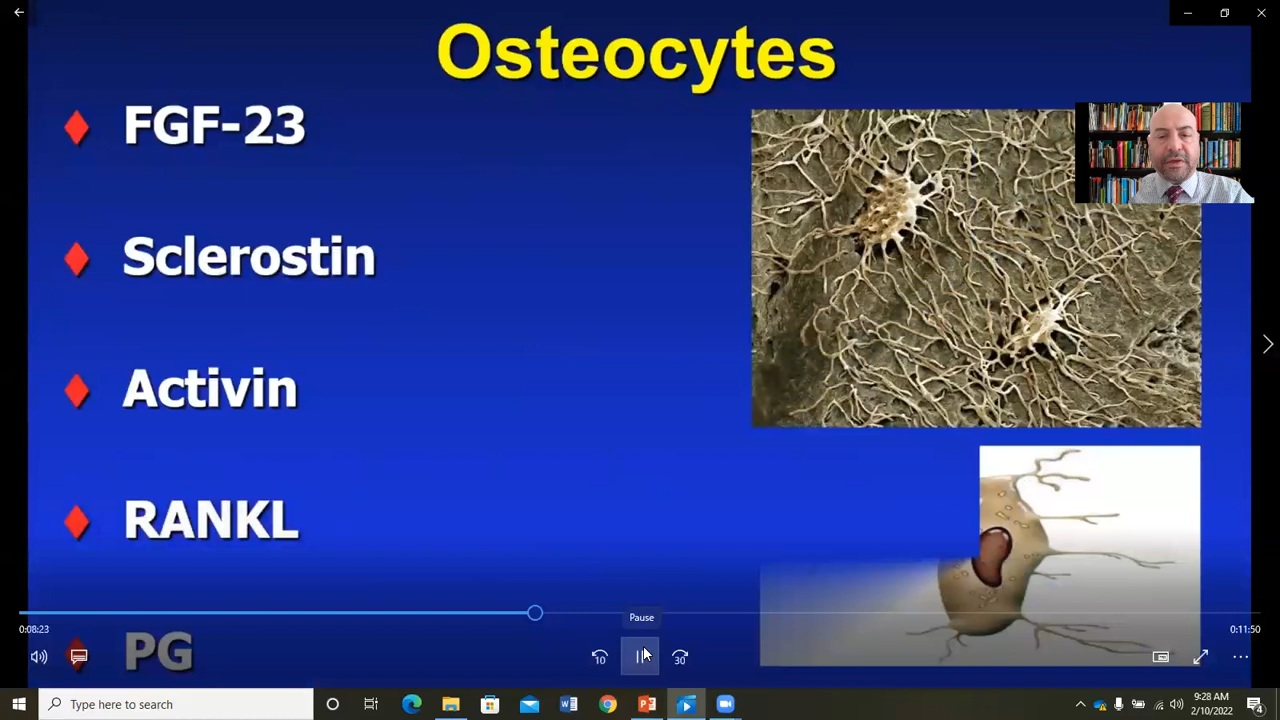 Osteocytes
FGF-23
Sclerostin
Activin
RANKL
PG
Pause
0:08:23
0:11:50
10
30
Type here to search
9:28 AM
2/10/2022
4